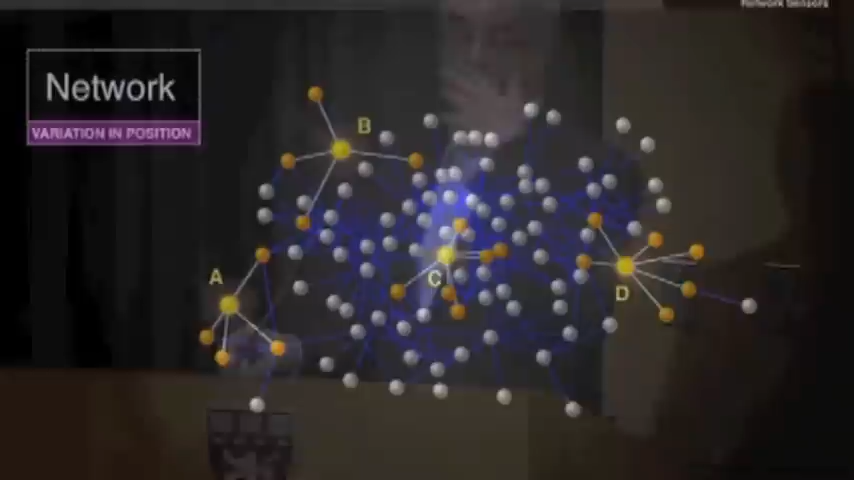 Network Sensors
Network
VARIATION IN POSITION
B
A
C
D